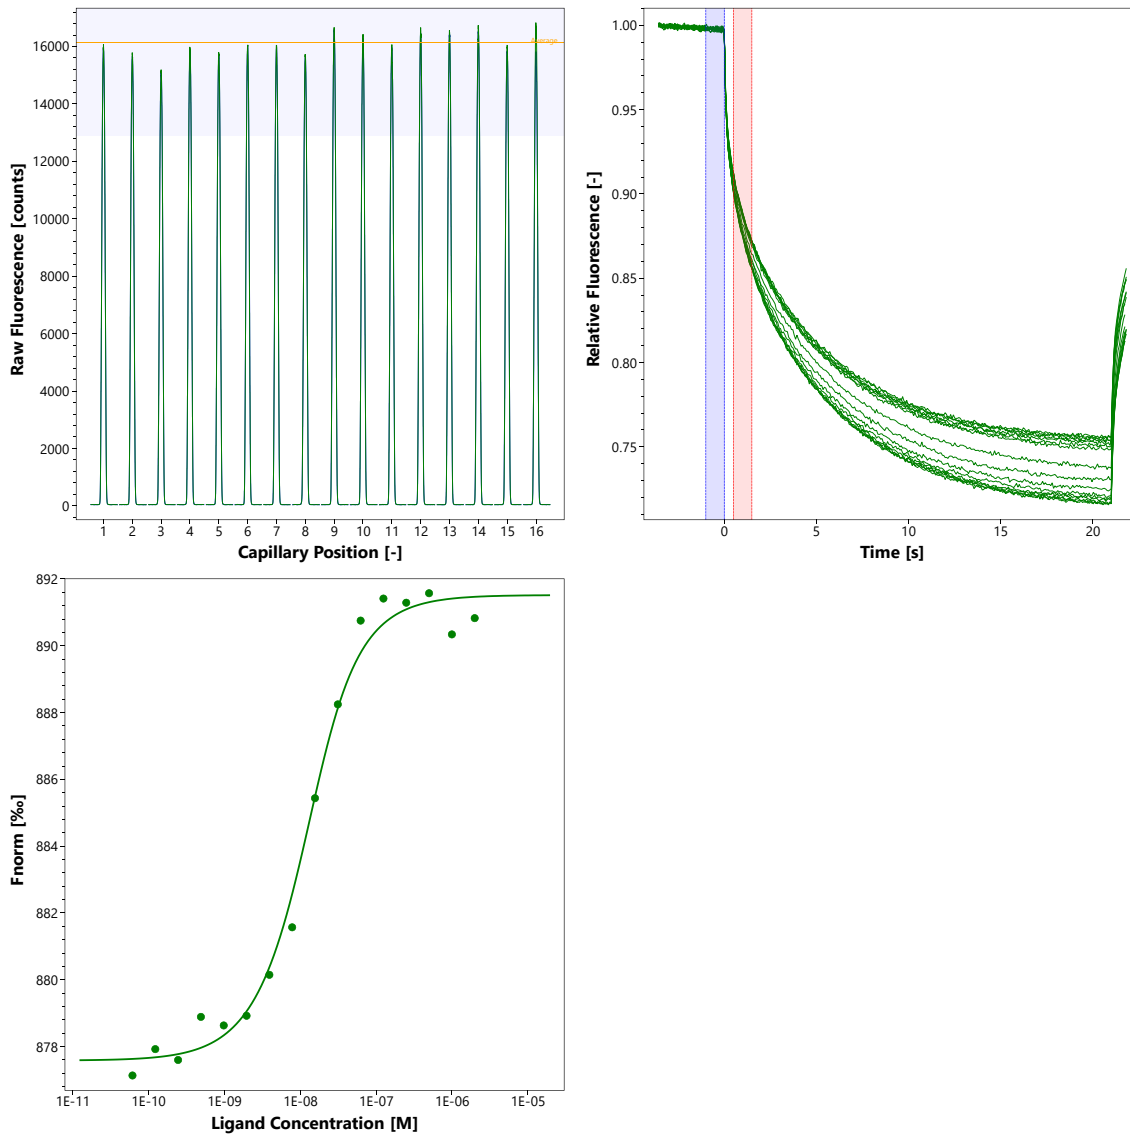 16000
14000
12000
10000
8000
6000
4000
2000
0
Raw Fluorescence [counts]
Average
1 2 3 4 5 6 7 8 9 10 11 12 13 14 15 16
Capillary Position [-]
1.00
0.95
0.90
0.85
0.80
0.75
Relative Fluorescence [-]
0 5 10 15 20
Time [s]
892
890
888
886
884
882
880
878
Fnorm [‰]
1E-11 1E-10 1E-09 1E-08 1E-07 1E-06 1E-05
Ligand Concentration [M]